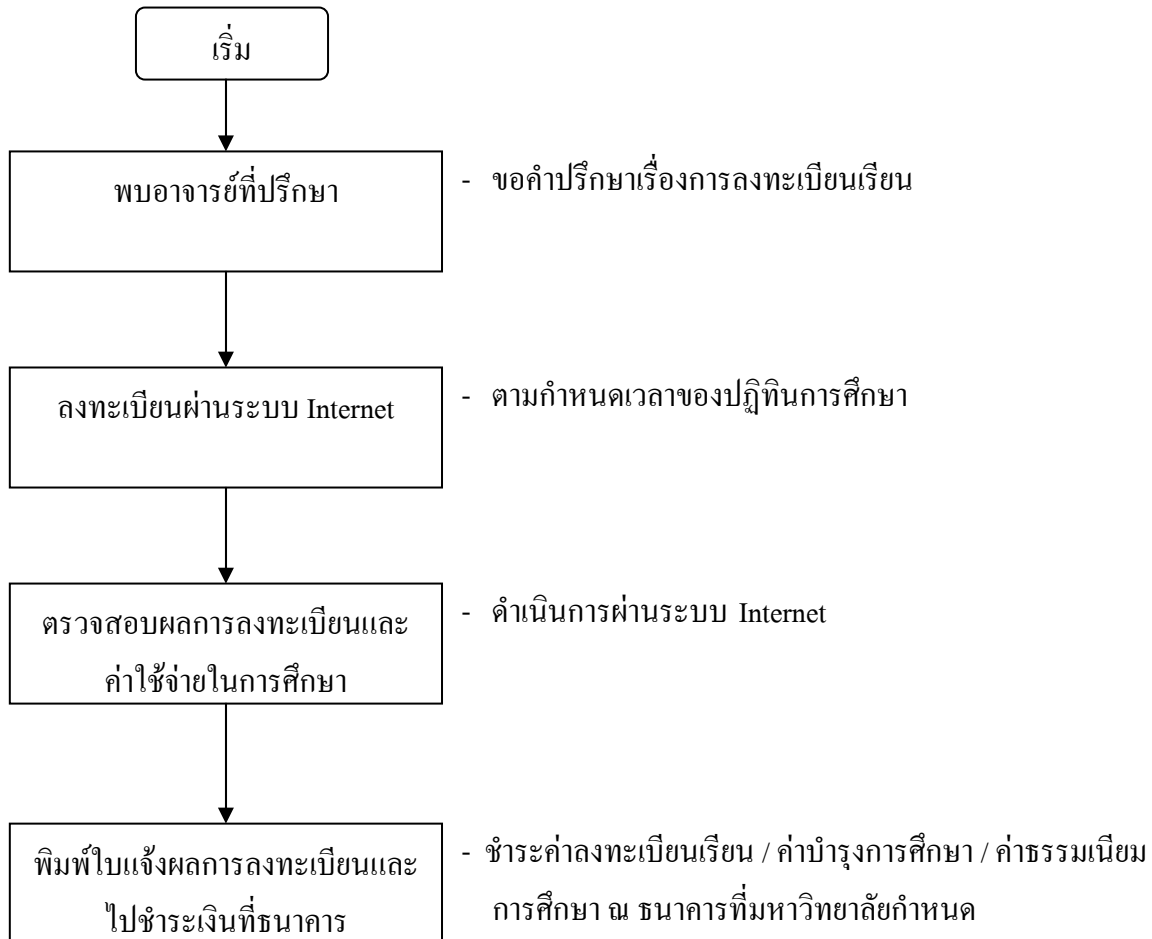 เริ่ม
พบอาจารย์ที่ปรึกษา
- ขอคำปรึกษาเรื่องการลงทะเบียนเรียน
ลงทะเบียนผ่านระบบ Internet
- ตามกำหนดเวลาของปฏิทินการศึกษา
ตรวจสอบผลการลงทะเบียนและ
ค่าใช้จ่ายในการศึกษา
- ดำเนินการผ่านระบบ Internet
พิมพ์ใบแจ้งผลการลงทะเบียนและ
ไปชำระเงินที่ธนาคาร
- ชำระค่าลงทะเบียนเรียน / ค่าบำรุงการศึกษา / ค่าธรรมเนียม
การศึกษา ณ ธนาคารที่มหาวิทยาลัยกำหนด